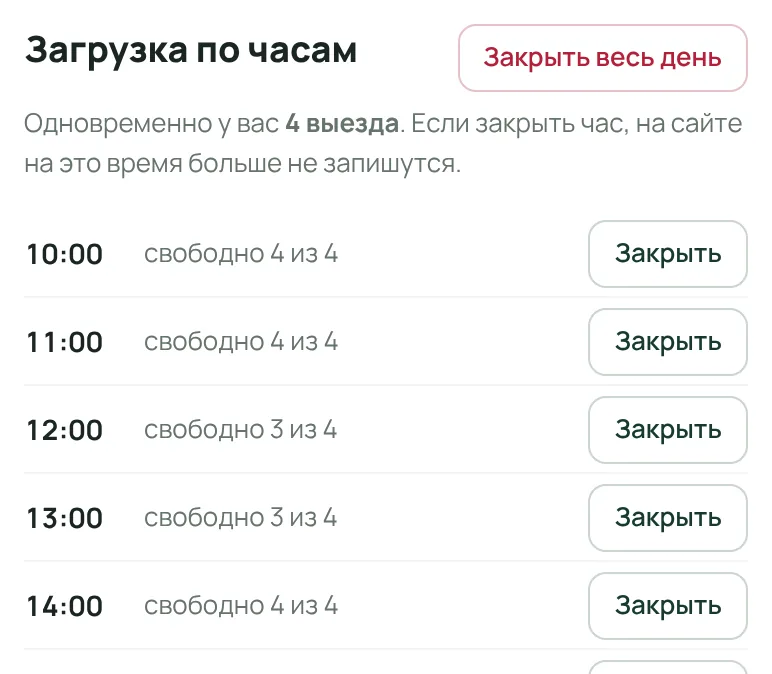 Загрузка по часам
Закрыть весь день
Одновременно у вас 4 выезда. Если закрыть час, на сайте
на это время больше не запишутся.
10:00 свободно 4 из 4 Закрыть
11:00 свободно 4 из 4 Закрыть
12:00 свободно 3 из 4 Закрыть
13:00 свободно 3 из 4 Закрыть
14:00 свободно 4 из 4 Закрыть